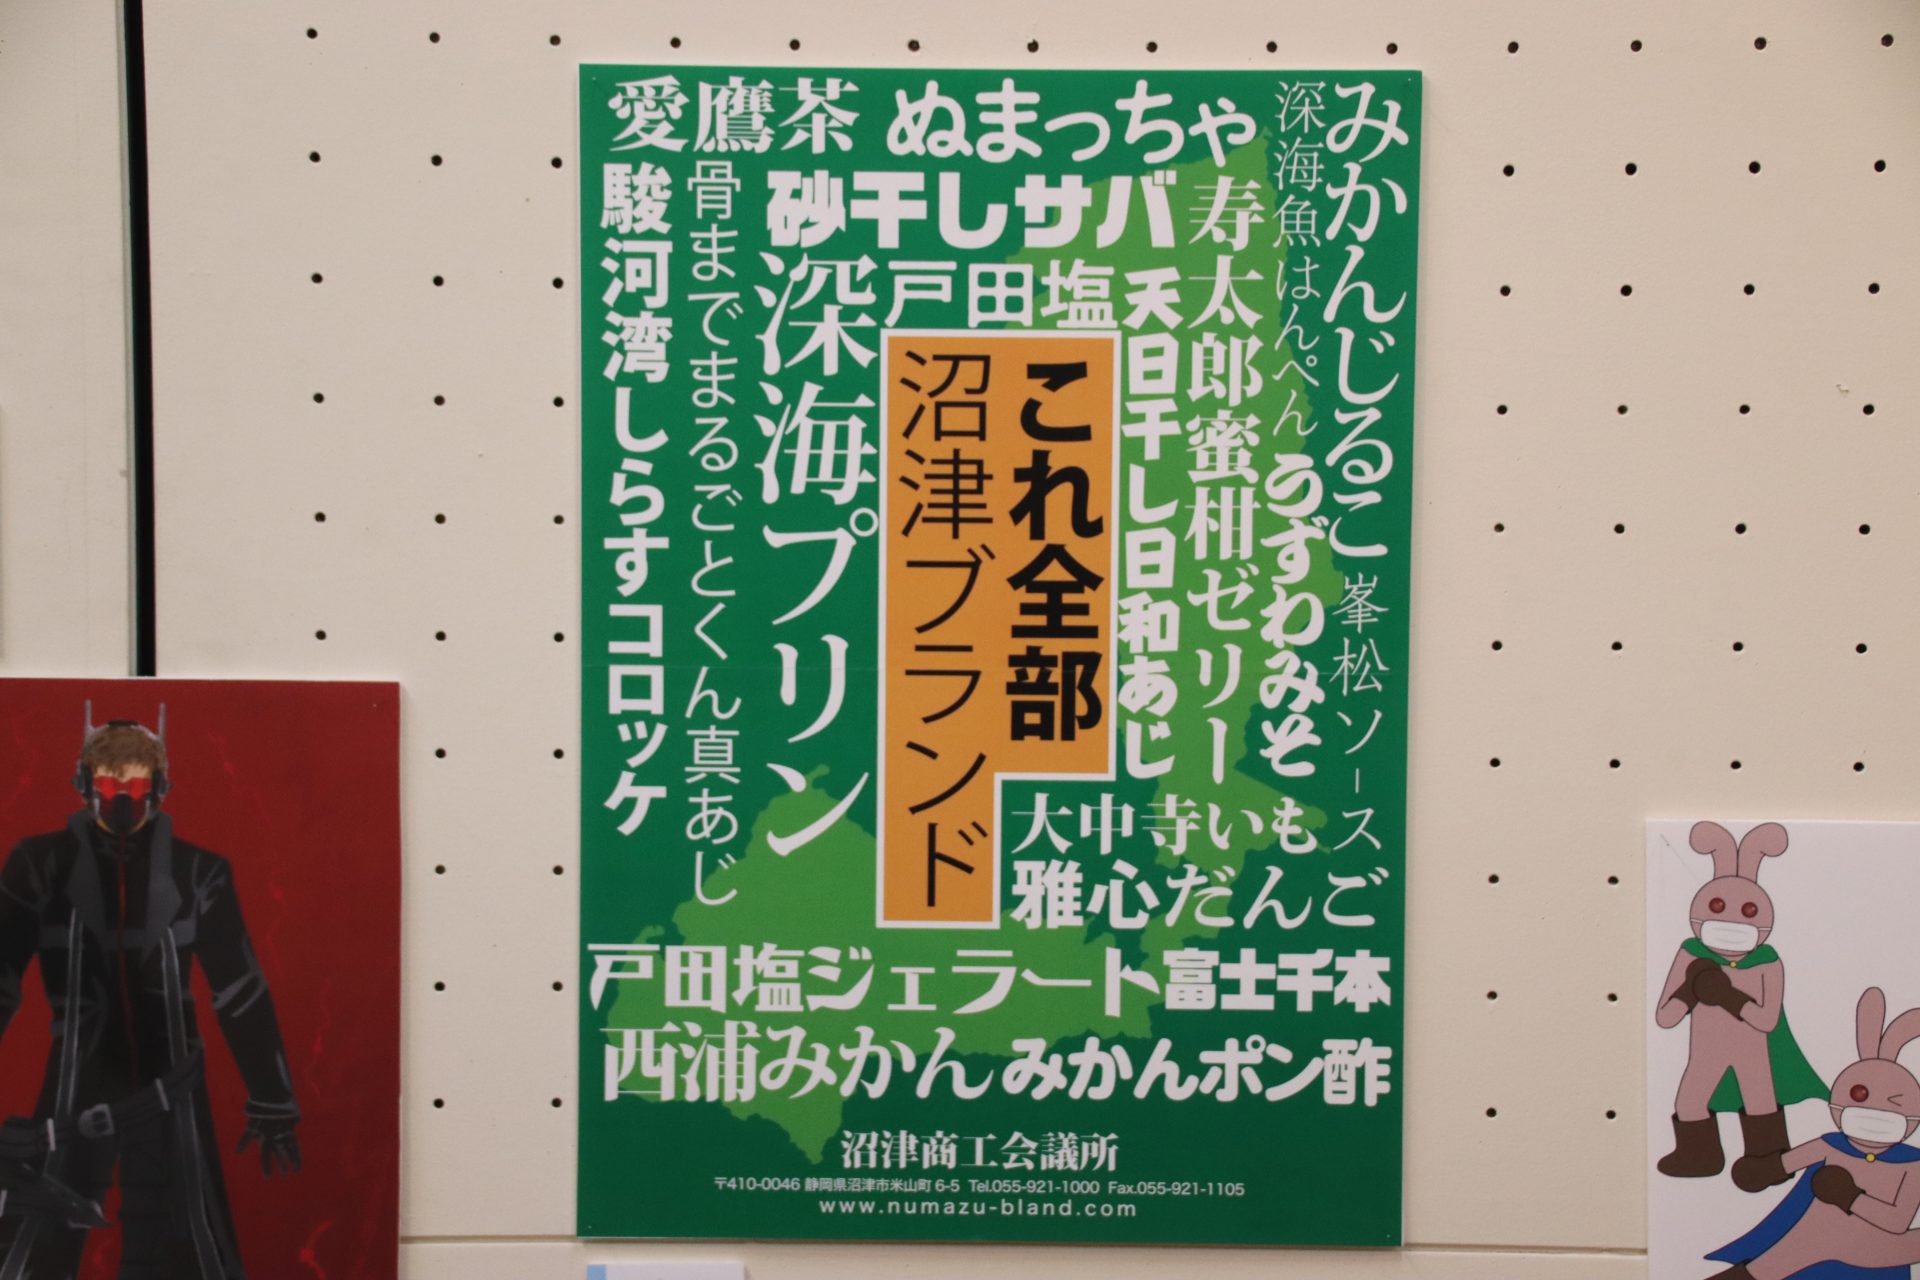 愛鷹茶
ぬまっちゃ
みかんじるこ
深海魚はんぺん
駿河湾しらすコロッケ
骨までまるごとくん真あじ
砂干しサバ
寿太郎蜜柑ゼリー
深海プリン
戸田塩
天日干し日和あじ
うずわみそ
峯松ソース
これ全部
沼津ブランド
大中寺いも
雅心だんご
戸田塩ジェラート
富士千本
西浦みかん
みかんポン酢
沼津商工会議所
〒410-0046 静岡県沼津市米山町 6-5 Tel.055-921-1000 Fax.055-921-1105
www.numazu-bland.com